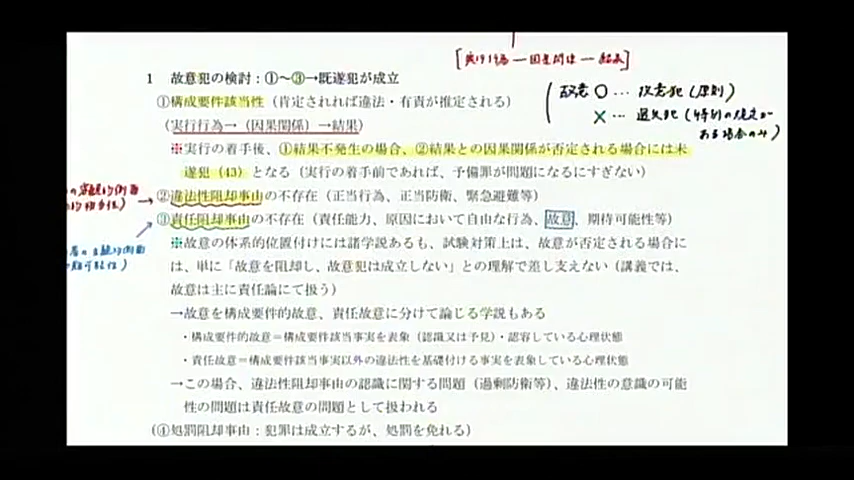 [実行行為 — 因果関係 — 結果]
1 故意犯の検討：①～③→既遂犯が成立
故意 ○ … 故意犯（原則）
①構成要件該当性（肯定されれば違法・有責が推定される）
× … 過失犯（特別の規定が
ある場合のみ）
（実行行為→（因果関係）→結果）
※実行の着手後、①結果不発生の場合、②結果との因果関係が否定される場合には未
遂犯（43）となる（実行の着手前であれば、予備罪が問題になるにすぎない）
の客観的側面
②違法性阻却事由の不存在（正当行為、正当防衛、緊急避難等）
③責任阻却事由の不存在（責任能力、原因において自由な行為、故意、期待可能性等）
※故意の体系的位置付けには諸学説あるも、試験対策上は、故意が否定される場合に
の主観的側面
は、単に「故意を阻却し、故意犯は成立しない」との理解で差し支えない（講義では、
故意は主に責任論にて扱う）
→故意を構成要件的故意、責任故意に分けて論じる学説もある
・構成要件的故意＝構成要件該当事実を表象（認識又は予見）・認容している心理状態
・責任故意＝構成要件該当事実以外の違法性を基礎付ける事実を表象している心理状態
→この場合、違法性阻却事由の認識に関する問題（過剰防衛等）、違法性の意識の可能
性の問題は責任故意の問題として扱われる
（④処罰阻却事由：犯罪は成立するが、処罰を免れる）